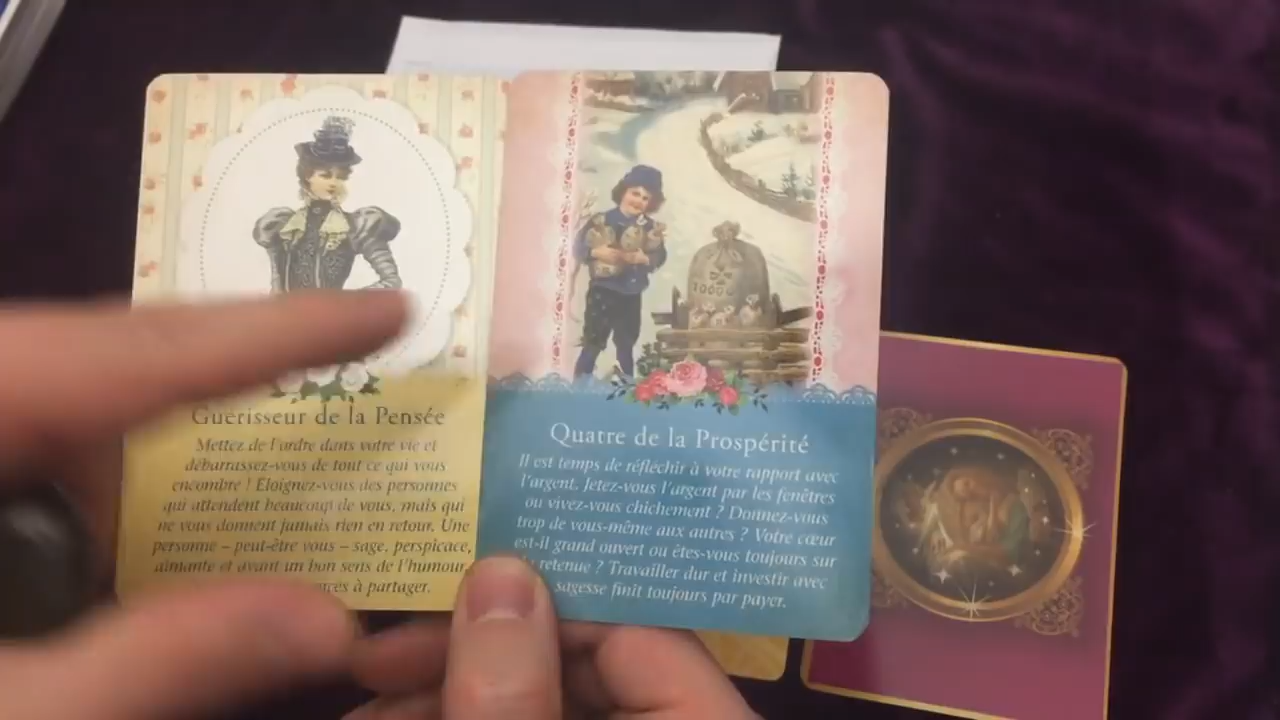 Guérisseur de la Pensée
Mettez de l'ordre dans votre vie et
débarrassez-vous de tout ce qui vous
encombre ! Eloignez-vous des personnes
qui attendent beaucoup de vous, mais qui
ne vous donnent jamais rien en retour. Une
personne – peut-être vous – sage, perspicace,
aimante et ayant un bon sens de l'humour,
à partager.
1000
Quatre de la Prospérité
Il est temps de réfléchir à votre rapport avec
l'argent. Jetez-vous l'argent par les fenêtres
ou vivez-vous chichement ? Donnez-vous
trop de vous-même aux autres ? Votre cœur
est-il grand ouvert ou êtes-vous toujours sur
retenue ? Travailler dur et investir avec
sagesse finit toujours par payer.